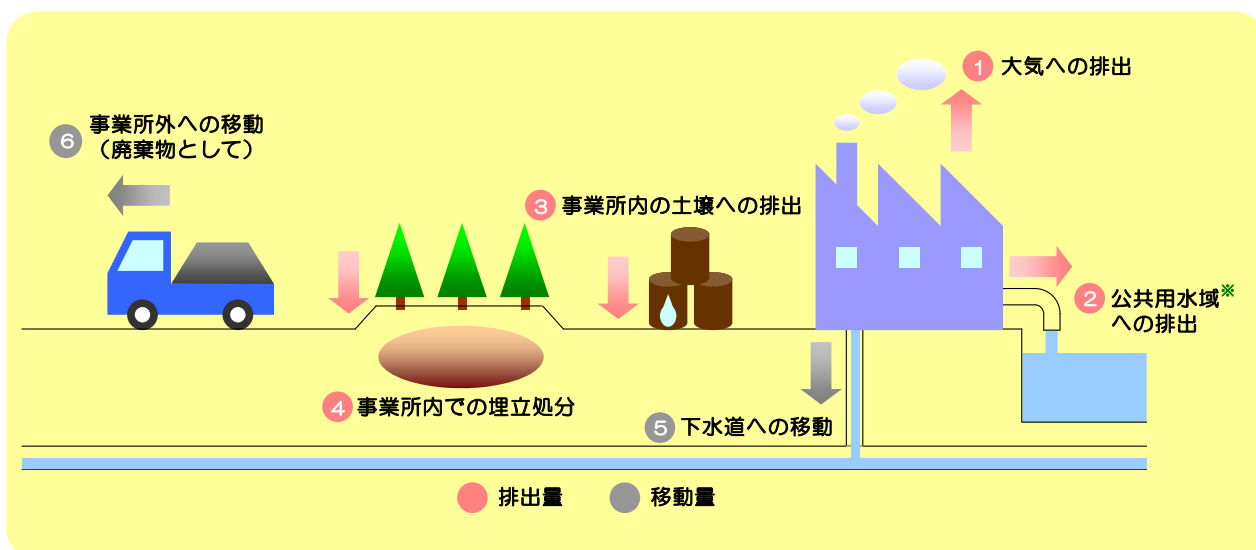 ① 大気への排出
② 公共用水域※
への排出
③ 事業所内の土壌への排出
④ 事業所内での埋立処分
⑤ 下水道への移動
⑥ 事業所外への移動
（廃棄物として）
排出量
移動量